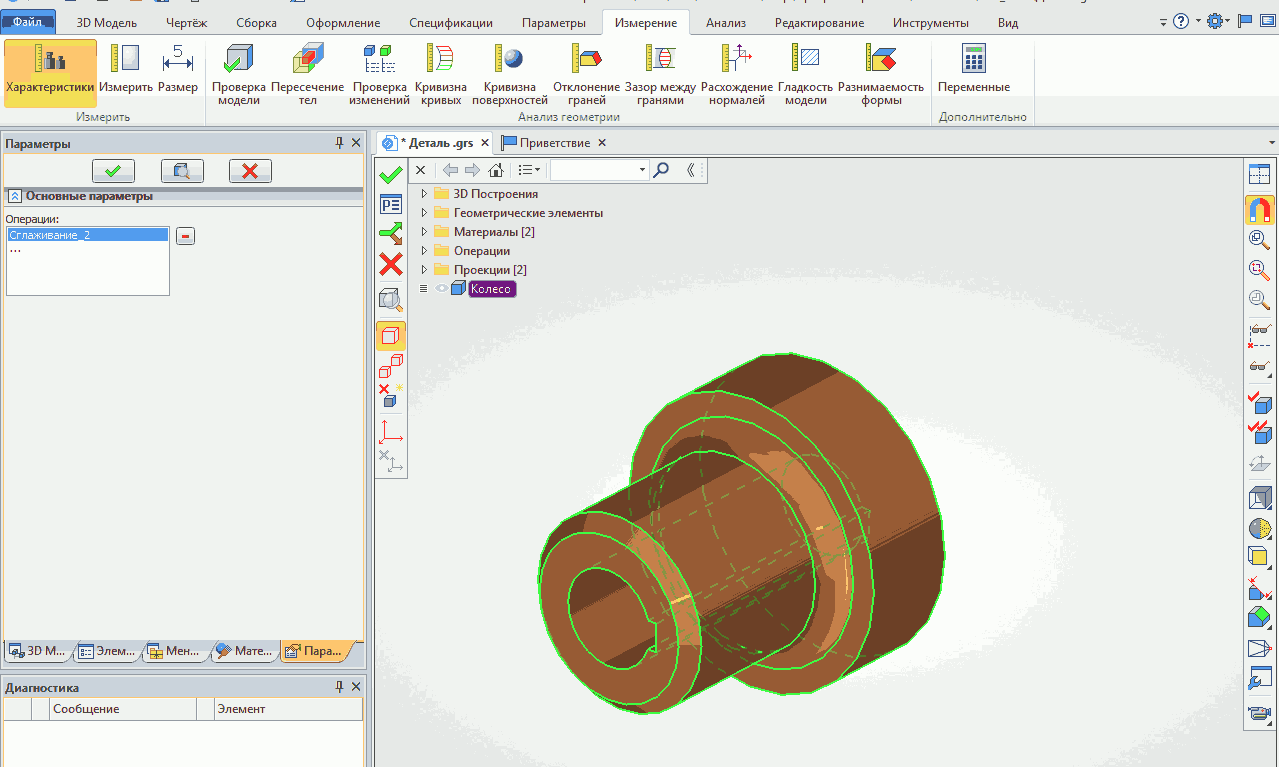 Файл
3D Модель
Чертёж
Сборка
Оформление
Спецификации
Параметры
Измерение
Анализ
Редактирование
Инструменты
Вид
Характеристики
Измерить
5
Размер
Проверка
модели
Пересечение
тел
Проверка
изменений
Кривизна
кривых
Кривизна
поверхностей
Отклонение
граней
Зазор между
гранями
Расхождение
нормалей
Гладкость
модели
Разнимаемость
формы
Переменные
Измерить
Анализ геометрии
Дополнительно
Параметры
* Деталь .grs
Приветствие
Основные параметры
Операции:
Сглаживание_2
...
3D Построения
Геометрические элементы
Материалы [2]
Операции
Проекции [2]
Колесо
3D М...
Элем...
Мен...
Мате...
Пара...
Диагностика
Сообщение
Элемент